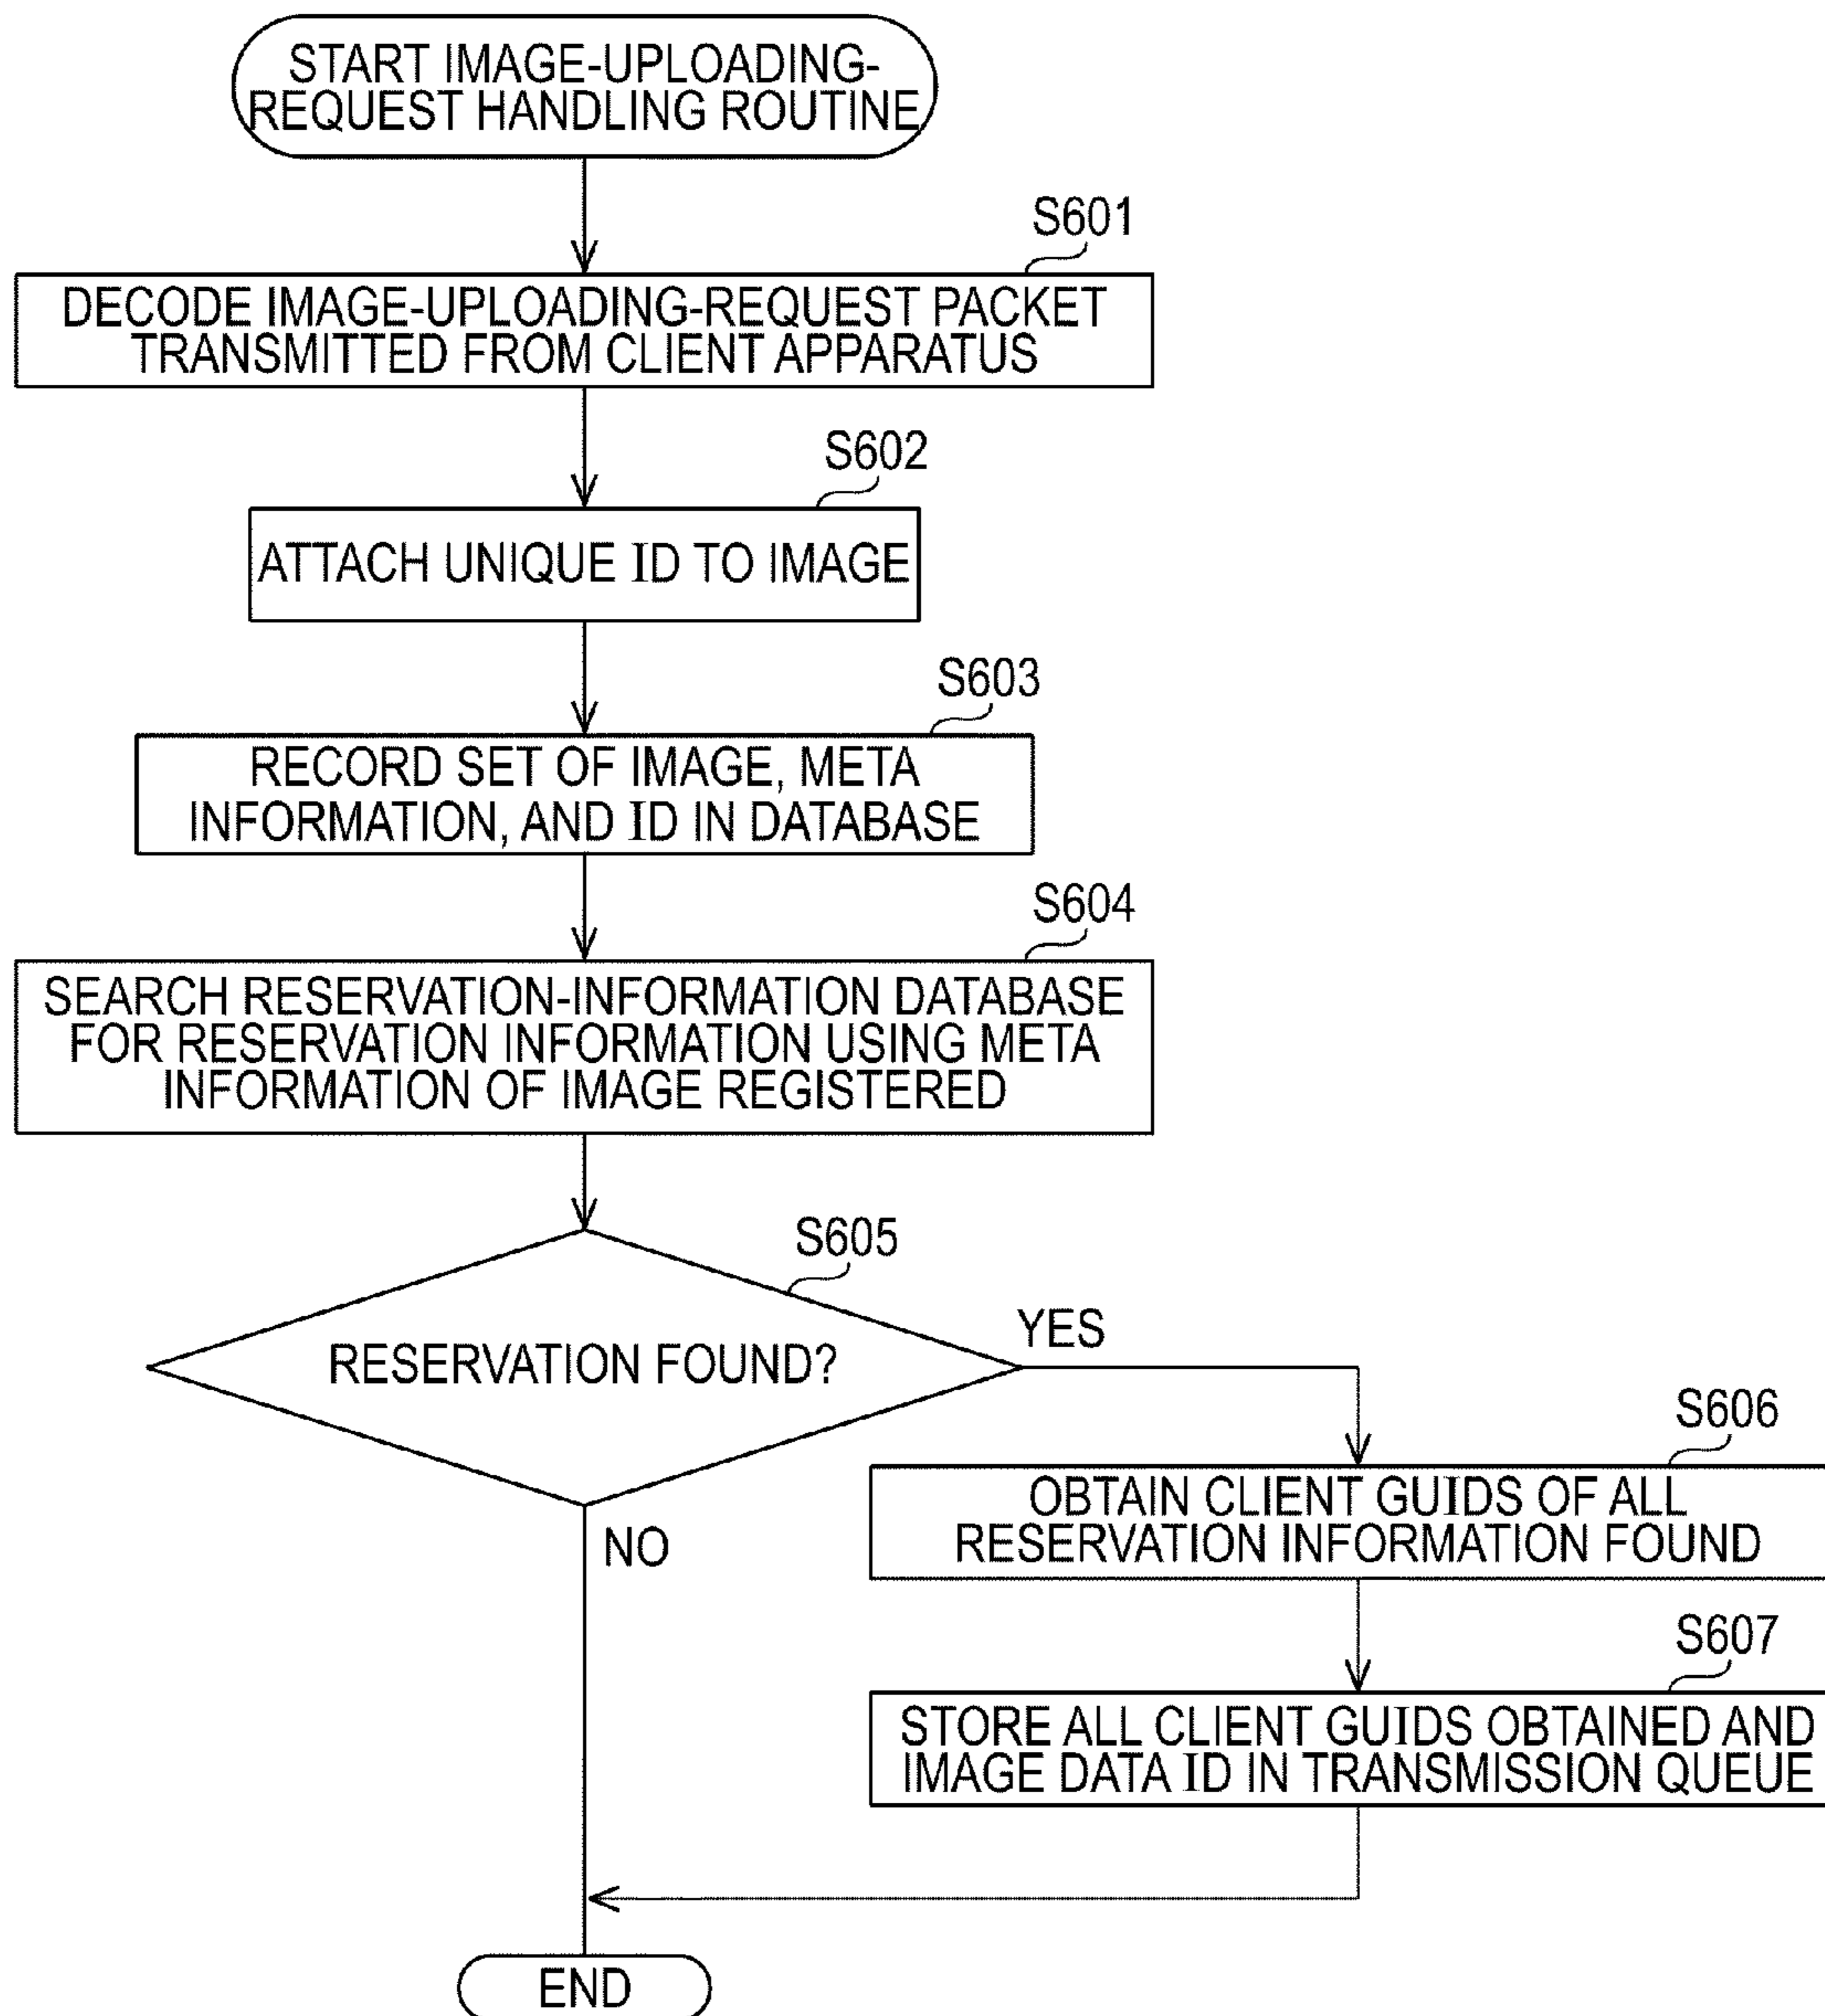 START IMAGE-UPLOADING-
REQUEST HANDLING ROUTINE
S601
DECODE IMAGE-UPLOADING-REQUEST PACKET
TRANSMITTED FROM CLIENT APPARATUS
S602
ATTACH UNIQUE ID TO IMAGE
S603
RECORD SET OF IMAGE, META
INFORMATION, AND ID IN DATABASE
S604
SEARCH RESERVATION-INFORMATION DATABASE
FOR RESERVATION INFORMATION USING META
INFORMATION OF IMAGE REGISTERED
S605
RESERVATION FOUND?
YES
NO
S606
OBTAIN CLIENT GUIDS OF ALL
RESERVATION INFORMATION FOUND
S607
STORE ALL CLIENT GUIDS OBTAINED AND
IMAGE DATA ID IN TRANSMISSION QUEUE
END